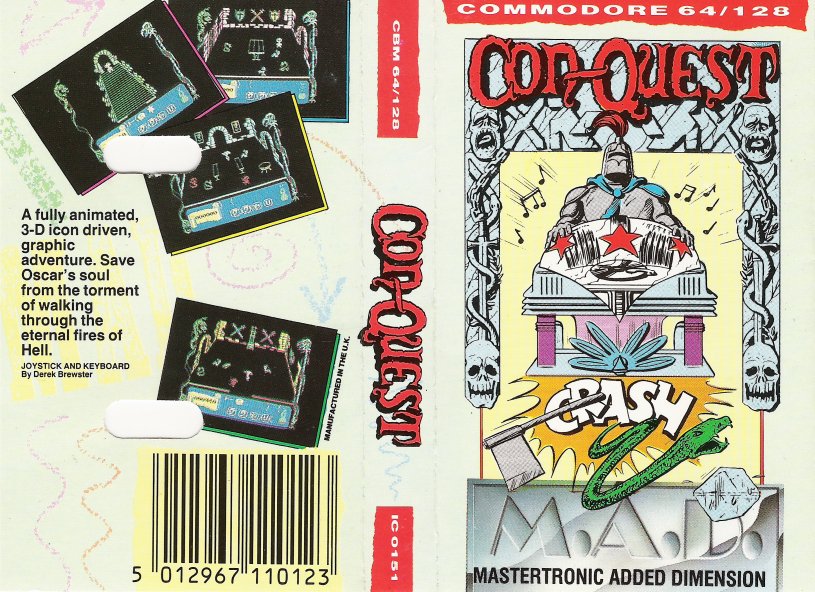 A fully animated,
3-D icon driven,
graphic
adventure. Save
Oscar's soul
from the torment
of walking
through the
eternal fires of
Hell.
JOYSTICK AND KEYBOARD
By Derek Brewster
MANUFACTURED IN THE U.K.
5 012967 110123
CBM 64/128
CON-QUEST
IC 0151
COMMODORE 64/128
CON-QUEST
CRASH
M.A.D.
MASTERTRONIC ADDED DIMENSION